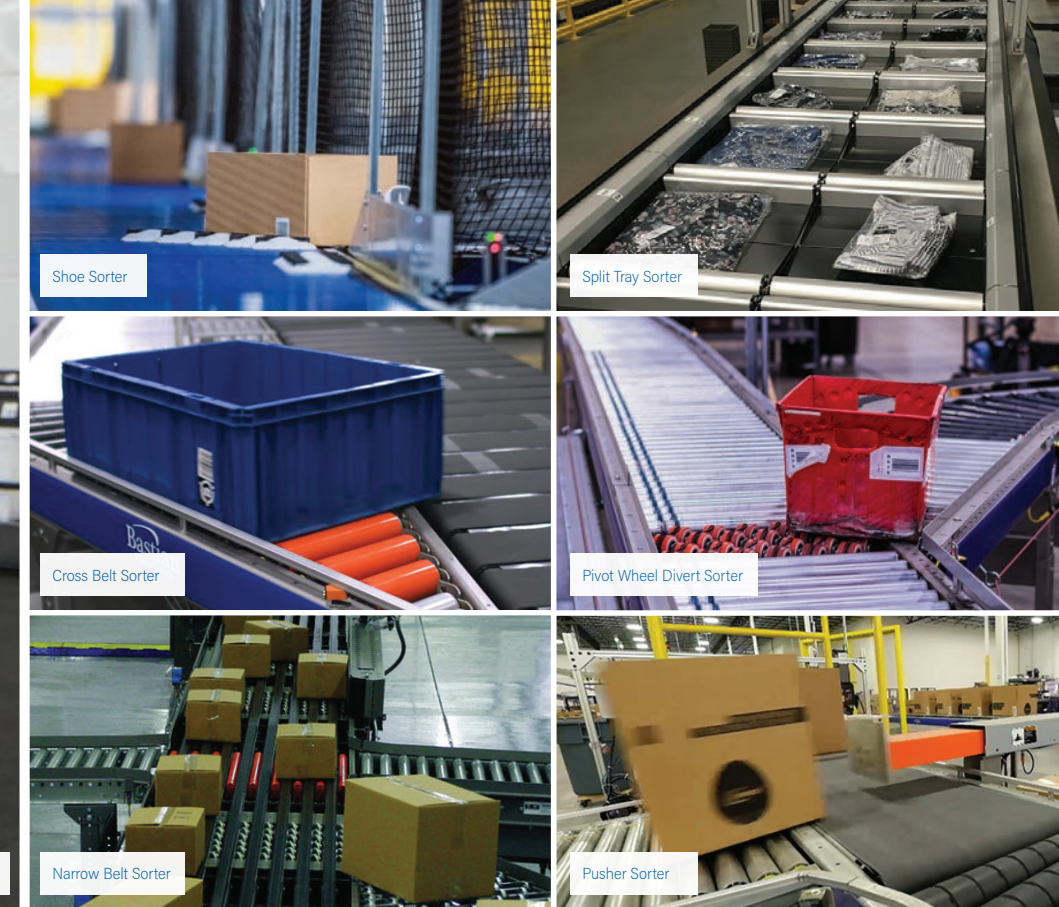 Shoe Sorter
Split Tray Sorter
Cross Belt Sorter
Pivot Wheel Divert Sorter
Narrow Belt Sorter
Pusher Sorter